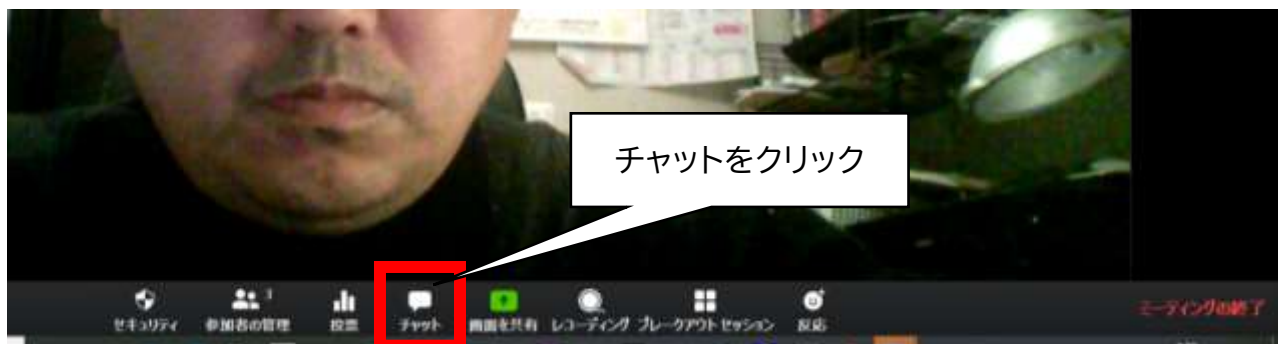 チャットをクリック
セキュリティ
参加者の管理
3
投票
チャット
画面を共有
レコーディング
ブレークアウト セッション
反応
ミーティングの終了